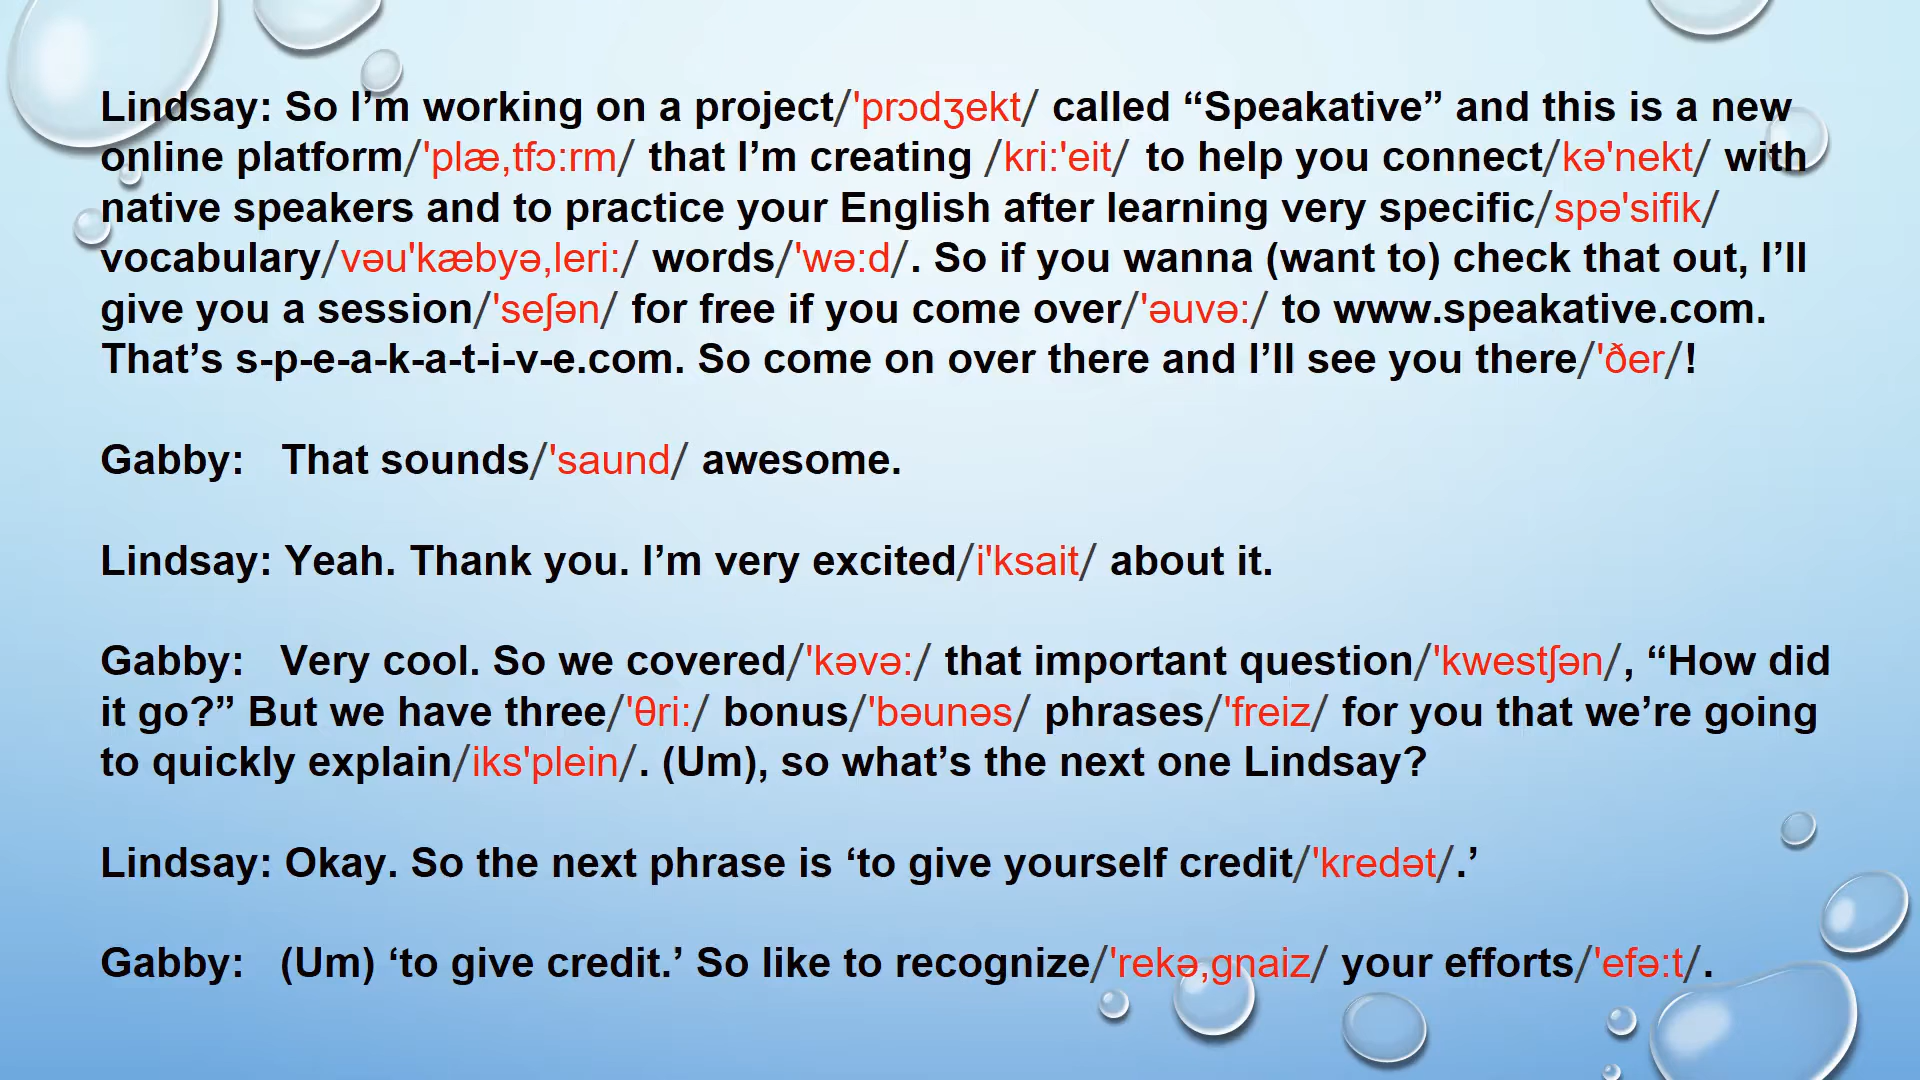 Lindsay: So I’m working on a project/'prɔdʒekt/ called “Speakative” and this is a new
online platform/'plæ,tfɔ:rm/ that I’m creating /kri:'eit/ to help you connect/kə'nekt/ with
native speakers and to practice your English after learning very specific/spə'sifik/
vocabulary/vəu'kæbyə,leri:/ words/'wə:d/. So if you wanna (want to) check that out, I’ll
give you a session/'seʃən/ for free if you come over/'əuvə:/ to www.speakative.com.
That’s s-p-e-a-k-a-t-i-v-e.com. So come on over there and I’ll see you there/'ðer/!
Gabby: That sounds/'saund/ awesome.
Lindsay: Yeah. Thank you. I’m very excited/i'ksait/ about it.
Gabby: Very cool. So we covered/'kəvə:/ that important question/'kwestʃən/, “How did
it go?” But we have three/'θri:/ bonus/'bəunəs/ phrases/'freiz/ for you that we’re going
to quickly explain/iks'plein/. (Um), so what’s the next one Lindsay?
Lindsay: Okay. So the next phrase is ‘to give yourself credit/'kredət/.’
Gabby: (Um) ‘to give credit.’ So like to recognize/'rekə,gnaiz/ your efforts/'efə:t/.